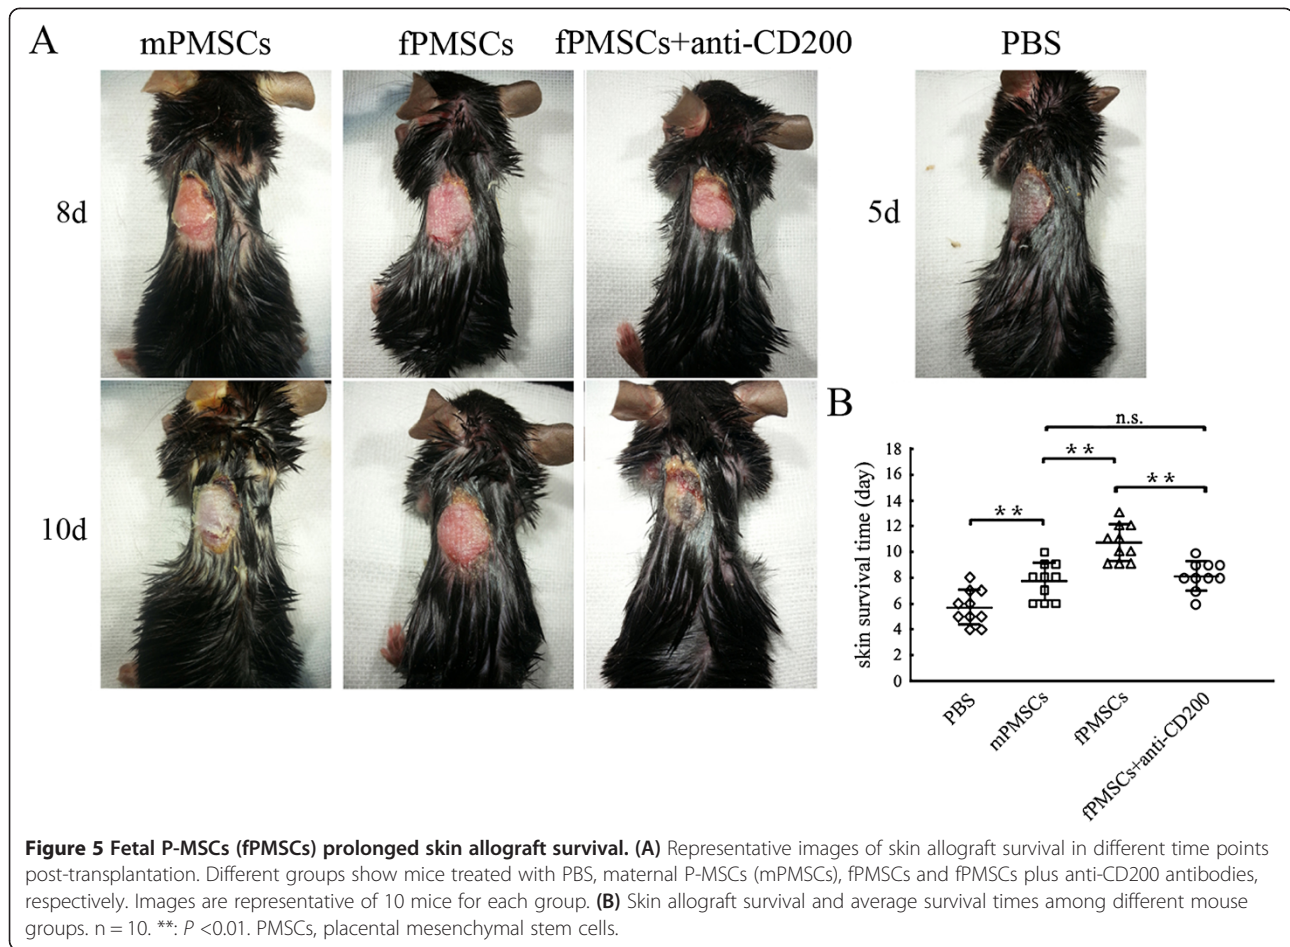 A
mPMSCs
fPMSCs
fPMSCs+anti-CD200
PBS
8d
5d
10d
B
n.s.
**
**
**
skin survival time (day)
18
16
14
12
10
8
6
4
2
0
PBS
mPMSCs
fPMSCs
fPMSCs+anti-CD200
Figure 5 Fetal P-MSCs (fPMSCs) prolonged skin allograft survival. (A) Representative images of skin allograft survival in different time points
post-transplantation. Different groups show mice treated with PBS, maternal P-MSCs (mPMSCs), fPMSCs and fPMSCs plus anti-CD200 antibodies,
respectively. Images are representative of 10 mice for each group. (B) Skin allograft survival and average survival times among different mouse
groups. n = 10. **: P <0.01. PMSCs, placental mesenchymal stem cells.